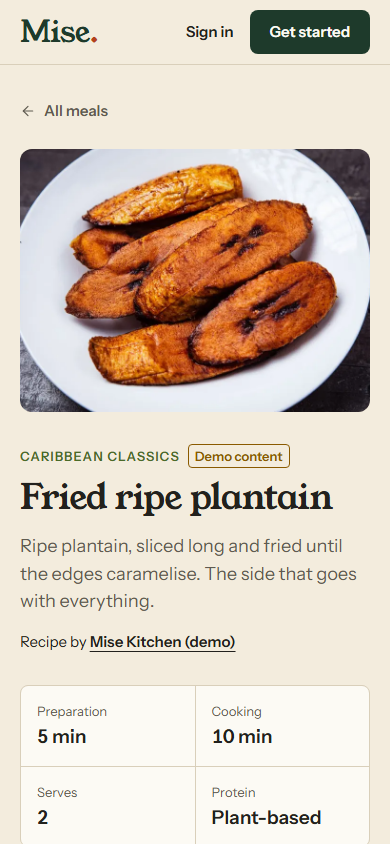 Mise.
Sign in
Get started
← All meals
CARIBBEAN CLASSICS
Demo content
Fried ripe plantain
Ripe plantain, sliced long and fried until
the edges caramelise. The side that goes
with everything.
Recipe by Mise Kitchen (demo)
Preparation
5 min
Cooking
10 min
Serves
2
Protein
Plant-based